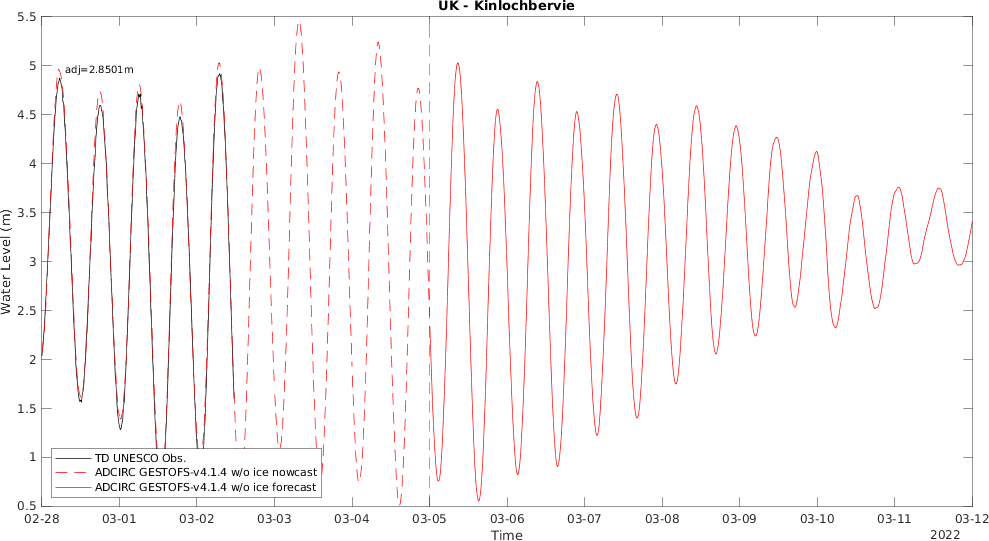 UK - Kinlochbervie
adj=2.8501m
5.5
5
4.5
4
3.5
3
2.5
2
1.5
1
0.5
Water Level (m)
TD UNESCO Obs.
ADCIRC GESTOFS-v4.1.4 w/o ice nowcast
ADCIRC GESTOFS-v4.1.4 w/o ice forecast
02-28 03-01 03-02 03-03 03-04 03-05 03-06 03-07 03-08 03-09 03-10 03-11 03-12
Time
2022